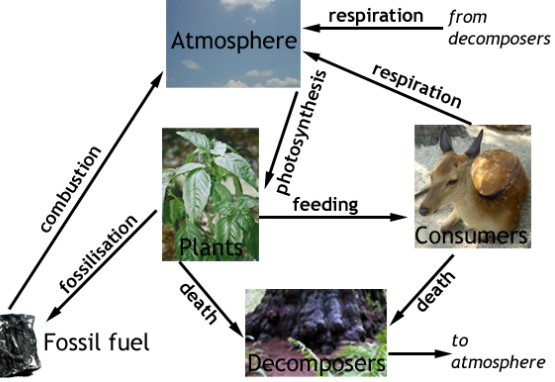 respiration
from
decomposers
Atmosphere
respiration
photosynthesis
combustion
feeding
Plants
Consumers
fossilisation
death
death
Fossil fuel
Decomposers
to
atmosphere